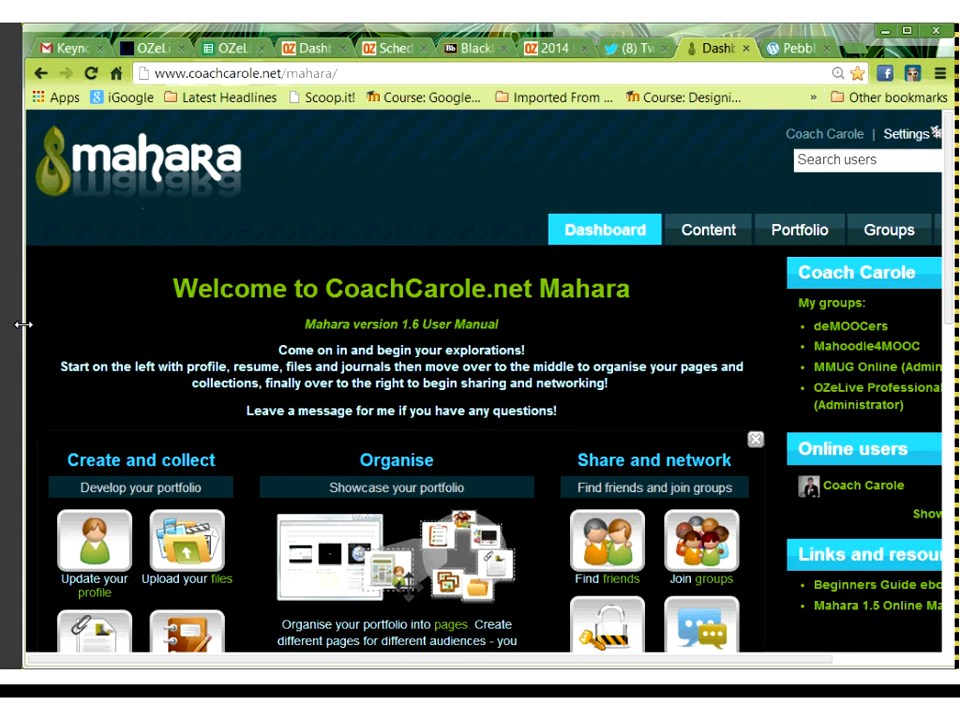 Keyn
OZeLi
OZeL
Dash
Sched
Black
2014
(8) Tw
Dash
Pebbl
www.coachcarole.net/mahara/
Apps
iGoogle
Latest Headlines
Scoop.it!
Course: Google...
Imported From ...
Course: Designi...
»
Other bookmarks
mahaRa
Coach Carole | Settings
Search users
Dashboard
Content
Portfolio
Groups
Welcome to CoachCarole.net Mahara
Mahara version 1.6 User Manual
Come on in and begin your explorations!
Start on the left with profile, resume, files and journals then move over to the middle to organise your pages and
collections, finally over to the right to begin sharing and networking!
Leave a message for me if you have any questions!
Create and collect
Develop your portfolio
Update your
profile
Upload your files
Organise
Showcase your portfolio
Organise your portfolio into pages. Create
different pages for different audiences - you
Share and network
Find friends and join groups
Find friends
Join groups
Coach Carole
My groups:
• deMOOCers
• Mahoodle4MOOC
• MMUG Online (Admin
• OZeLive Professiona
(Administrator)
Online users
Coach Carole
Show
Links and resou
• Beginners Guide ebo
• Mahara 1.5 Online Ma